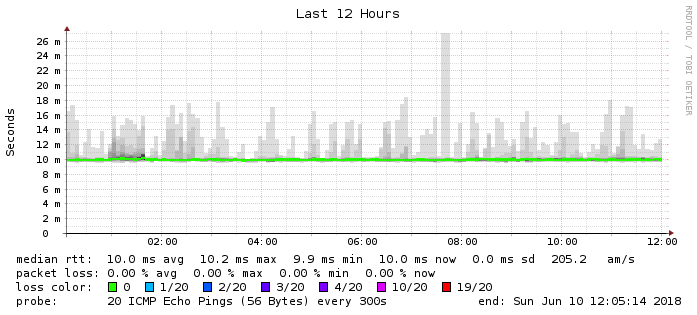 Last 12 Hours
RRDTOOL / TOBI OETIKER
Seconds
26 m
24 m
22 m
20 m
18 m
16 m
14 m
12 m
10 m
8 m
6 m
4 m
2 m
0
02:00 04:00 06:00 08:00 10:00 12:00
median rtt: 10.0 ms avg 10.2 ms max 9.9 ms min 10.0 ms now 0.0 ms sd 205.2 am/s
packet loss: 0.00 % avg 0.00 % max 0.00 % min 0.00 % now
loss color: 0 1/20 2/20 3/20 4/20 10/20 19/20
probe: 20 ICMP Echo Pings (56 Bytes) every 300s end: Sun Jun 10 12:05:14 2018